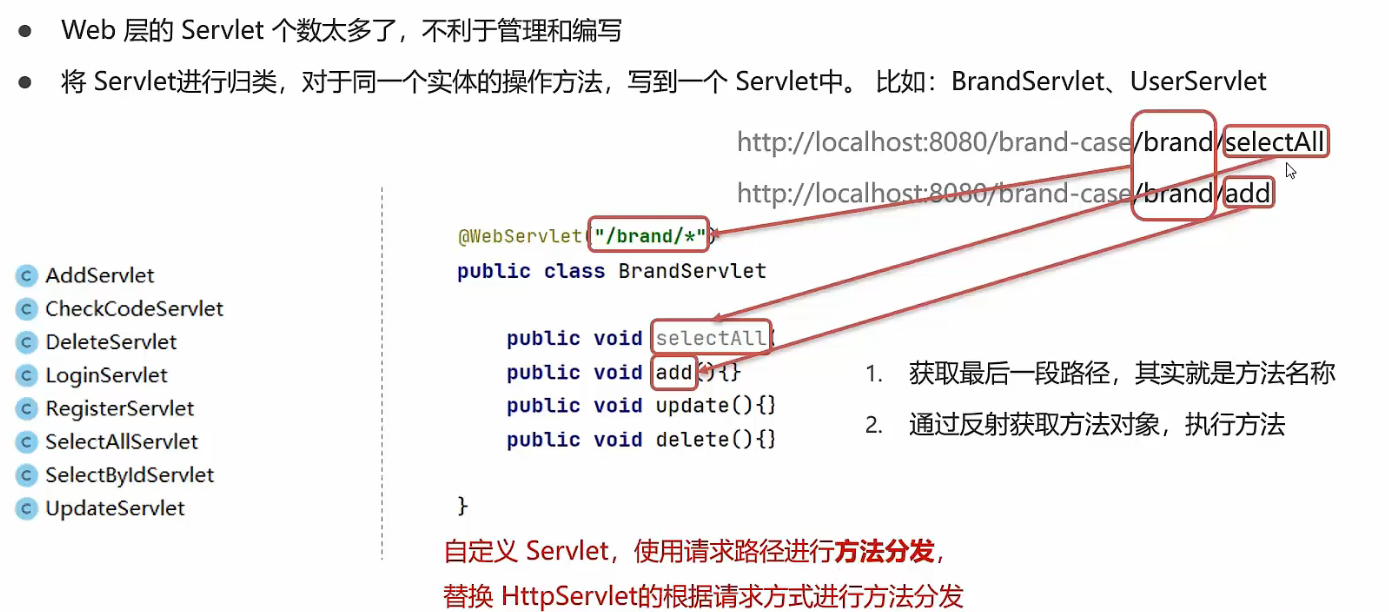 Web 层的 Servlet 个数太多了，不利于管理和编写
将 Servlet进行归类，对于同一个实体的操作方法，写到一个 Servlet中。 比如：BrandServlet、UserServlet
http://localhost:8080/brand-case/brand/selectAll
http://localhost:8080/brand-case/brand/add
@WebServlet("/brand/*")
public class BrandServlet
public void selectAll(
public void add(){}
public void update(){}
public void delete(){}
}
C AddServlet
C CheckCodeServlet
C DeleteServlet
C LoginServlet
C RegisterServlet
C SelectAllServlet
C SelectByIdServlet
C UpdateServlet
1. 获取最后一段路径，其实就是方法名称
2. 通过反射获取方法对象，执行方法
自定义 Servlet，使用请求路径进行方法分发，
替换 HttpServlet的根据请求方式进行方法分发